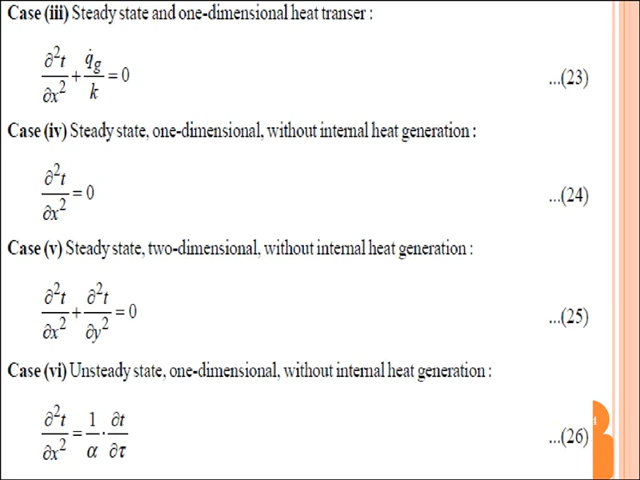 Case (iii) Steady state and one-dimensional heat transer :
∂²t/∂x² + q̇g/k = 0 ...(23)
Case (iv) Steady state, one-dimensional, without internal heat generation :
∂²t/∂x² = 0 ...(24)
Case (v) Steady state, two-dimensional, without internal heat generation :
∂²t/∂x² + ∂²t/∂y² = 0 ...(25)
Case (vi) Unsteady state, one-dimensional, without internal heat generation :
∂²t/∂x² = 1/α · ∂t/∂τ ...(26)